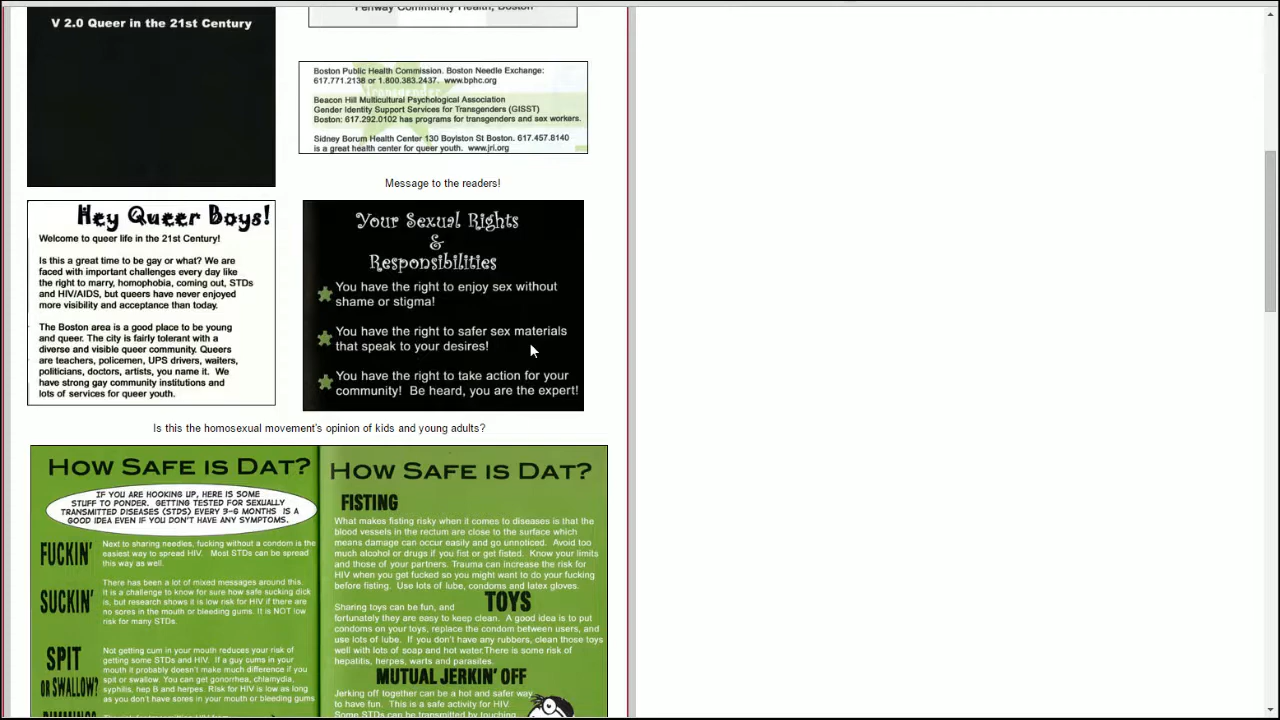 V 2.0 Queer in the 21st Century
Fenway Community Health, Boston
Boston Public Health Commission. Boston Needle Exchange:
617.771.2138 or 1.800.383.2437. www.bphc.org
Beacon Hill Multicultural Psychological Association
Gender Identity Support Services for Transgenders (GISST)
Boston: 617.292.0102 has programs for transgenders and sex workers.
Sidney Borum Health Center 130 Boylston St Boston. 617.457.8140
is a great health center for queer youth. www.jri.org
Message to the readers!
Hey Queer Boys!
Welcome to queer life in the 21st Century!
Is this a great time to be gay or what? We are
faced with important challenges every day like
the right to marry, homophobia, coming out, STDs
and HIV/AIDS, but queers have never enjoyed
more visibility and acceptance than today.
The Boston area is a good place to be young
and queer. The city is fairly tolerant with a
diverse and visible queer community. Queers
are teachers, policemen, UPS drivers, waiters,
politicians, doctors, artists, you name it. We
have strong gay community institutions and
lots of services for queer youth.
Your Sexual Rights
&
Responsibilities
You have the right to enjoy sex without
shame or stigma!
You have the right to safer sex materials
that speak to your desires!
You have the right to take action for your
community! Be heard, you are the expert!
Is this the homosexual movement's opinion of kids and young adults?
HOW SAFE IS DAT?
IF YOU ARE HOOKING UP, HERE IS SOME
STUFF TO PONDER. GETTING TESTED FOR SEXUALLY
TRANSMITTED DISEASES (STDS) EVERY 3-6 MONTHS IS A
GOOD IDEA EVEN IF YOU DON'T HAVE ANY SYMPTOMS.
FUCKIN'
Next to sharing needles, fucking without a condom is the
easiest way to spread HIV. Most STDs can be spread
this way as well.
SUCKIN'
There has been a lot of mixed messages around this.
It is a challenge to know for sure how safe sucking dick
is, but research shows it is low risk for HIV if there are
no sores in the mouth or bleeding gums. It is NOT low
risk for many STDs.
SPIT
OR SWALLOW?
Not getting cum in your mouth reduces your risk of
getting some STDs and HIV. If a guy cums in your
mouth it probably doesn't make much difference if you
spit or swallow. You can get gonorrhea, chlamydia,
syphilis, hep B and herpes. Risk for HIV is low as long
as you don't have sores in your mouth or bleeding gums
RIMMING
HOW SAFE IS DAT?
FISTING
What makes fisting risky when it comes to diseases is that the
blood vessels in the rectum are close to the surface which
means damage can occur easily and go unnoticed. Avoid too
much alcohol or drugs if you fist or get fisted. Know your limits
and those of your partners. Trauma can increase the risk for
HIV when you get fucked so you might want to do your fucking
before fisting. Use lots of lube, condoms and latex gloves.
TOYS
Sharing toys can be fun, and
fortunately they are easy to keep clean. A good idea is to put
condoms on your toys, replace the condom between users, and
use lots of lube. If you don't have any rubbers, clean those toys
well with lots of soap and hot water.There is some risk of
hepatitis, herpes, warts and parasites.
MUTUAL JERKIN' OFF
Jerking off together can be a hot and safer way
to have fun. This is a safe activity for HIV.
Some STDs can be transmitted by touching